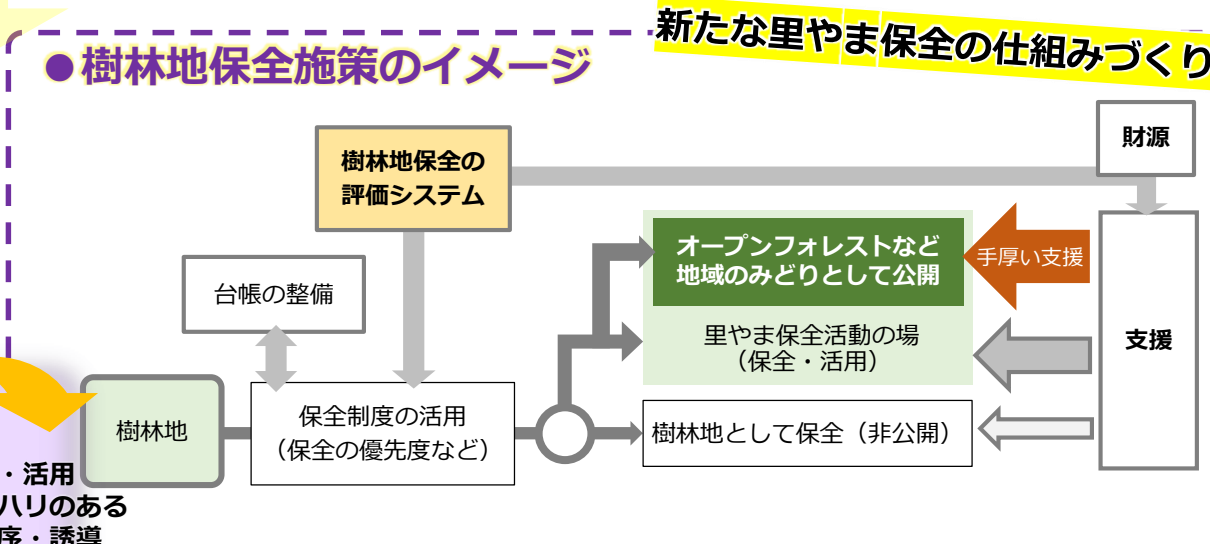 新たな里やま保全の仕組みづくり
●樹林地保全施策のイメージ
財源
樹林地保全の
評価システム
オープンフォレストなど
地域のみどりとして公開
手厚い支援
台帳の整備
里やま保全活動の場
（保全・活用）
支援
樹林地
保全制度の活用
（保全の優先度など）
樹林地として保全（非公開）
・活用
ハリのある
序・誘導